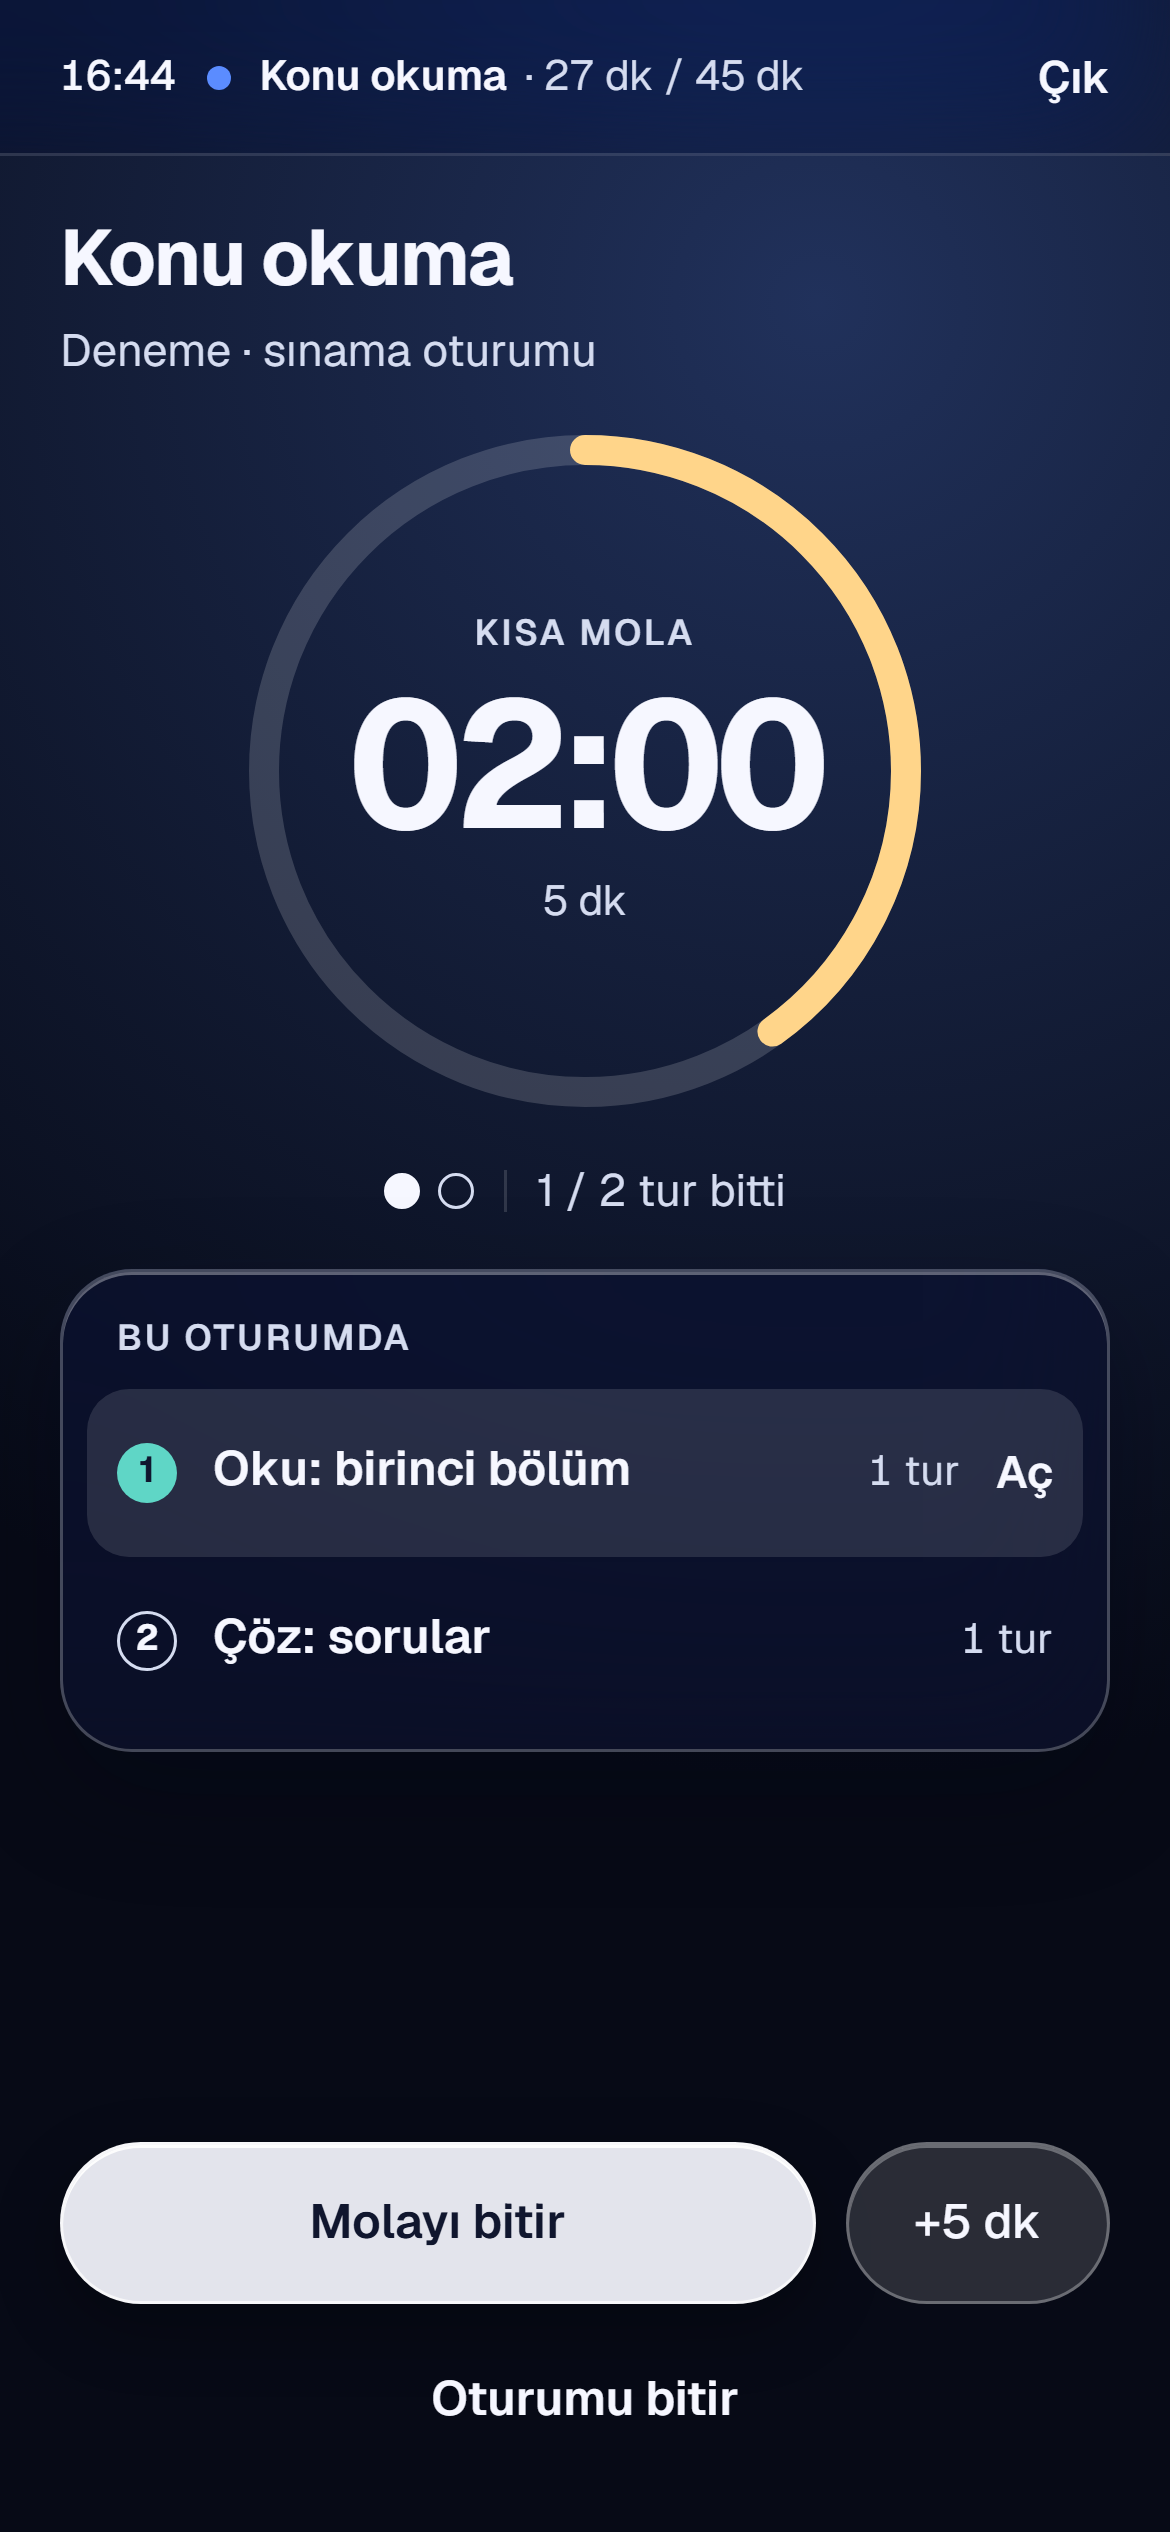 16:44 Konu okuma · 27 dk / 45 dk Çık
Konu okuma
Deneme · sınama oturumu
KISA MOLA
02:00
5 dk
1 / 2 tur bitti
BU OTURUMDA
1 Oku: birinci bölüm 1 tur Aç
2 Çöz: sorular 1 tur
Molayı bitir +5 dk
Oturumu bitir